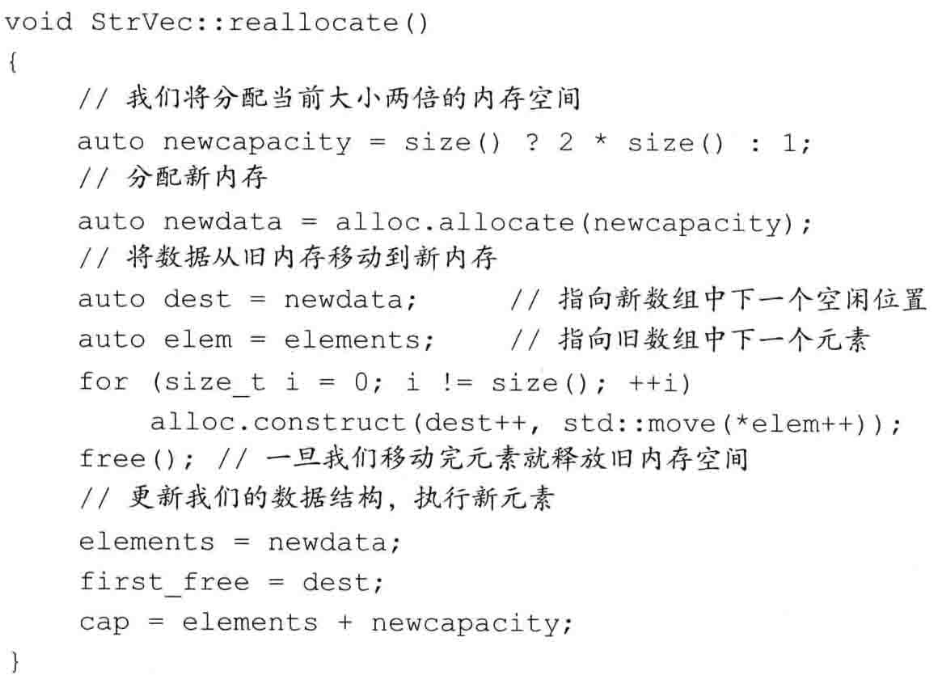 void StrVec::reallocate()
{
    // 我们将分配当前大小两倍的内存空间
    auto newcapacity = size() ? 2 * size() : 1;
    // 分配新内存
    auto newdata = alloc.allocate(newcapacity);
    // 将数据从旧内存移动到新内存
    auto dest = newdata;      // 指向新数组中下一个空闲位置
    auto elem = elements;     // 指向旧数组中下一个元素
    for (size_t i = 0; i != size(); ++i)
        alloc.construct(dest++, std::move(*elem++));
    free(); // 一旦我们移动完元素就释放旧内存空间
    // 更新我们的数据结构，执行新元素
    elements = newdata;
    first_free = dest;
    cap = elements + newcapacity;
}